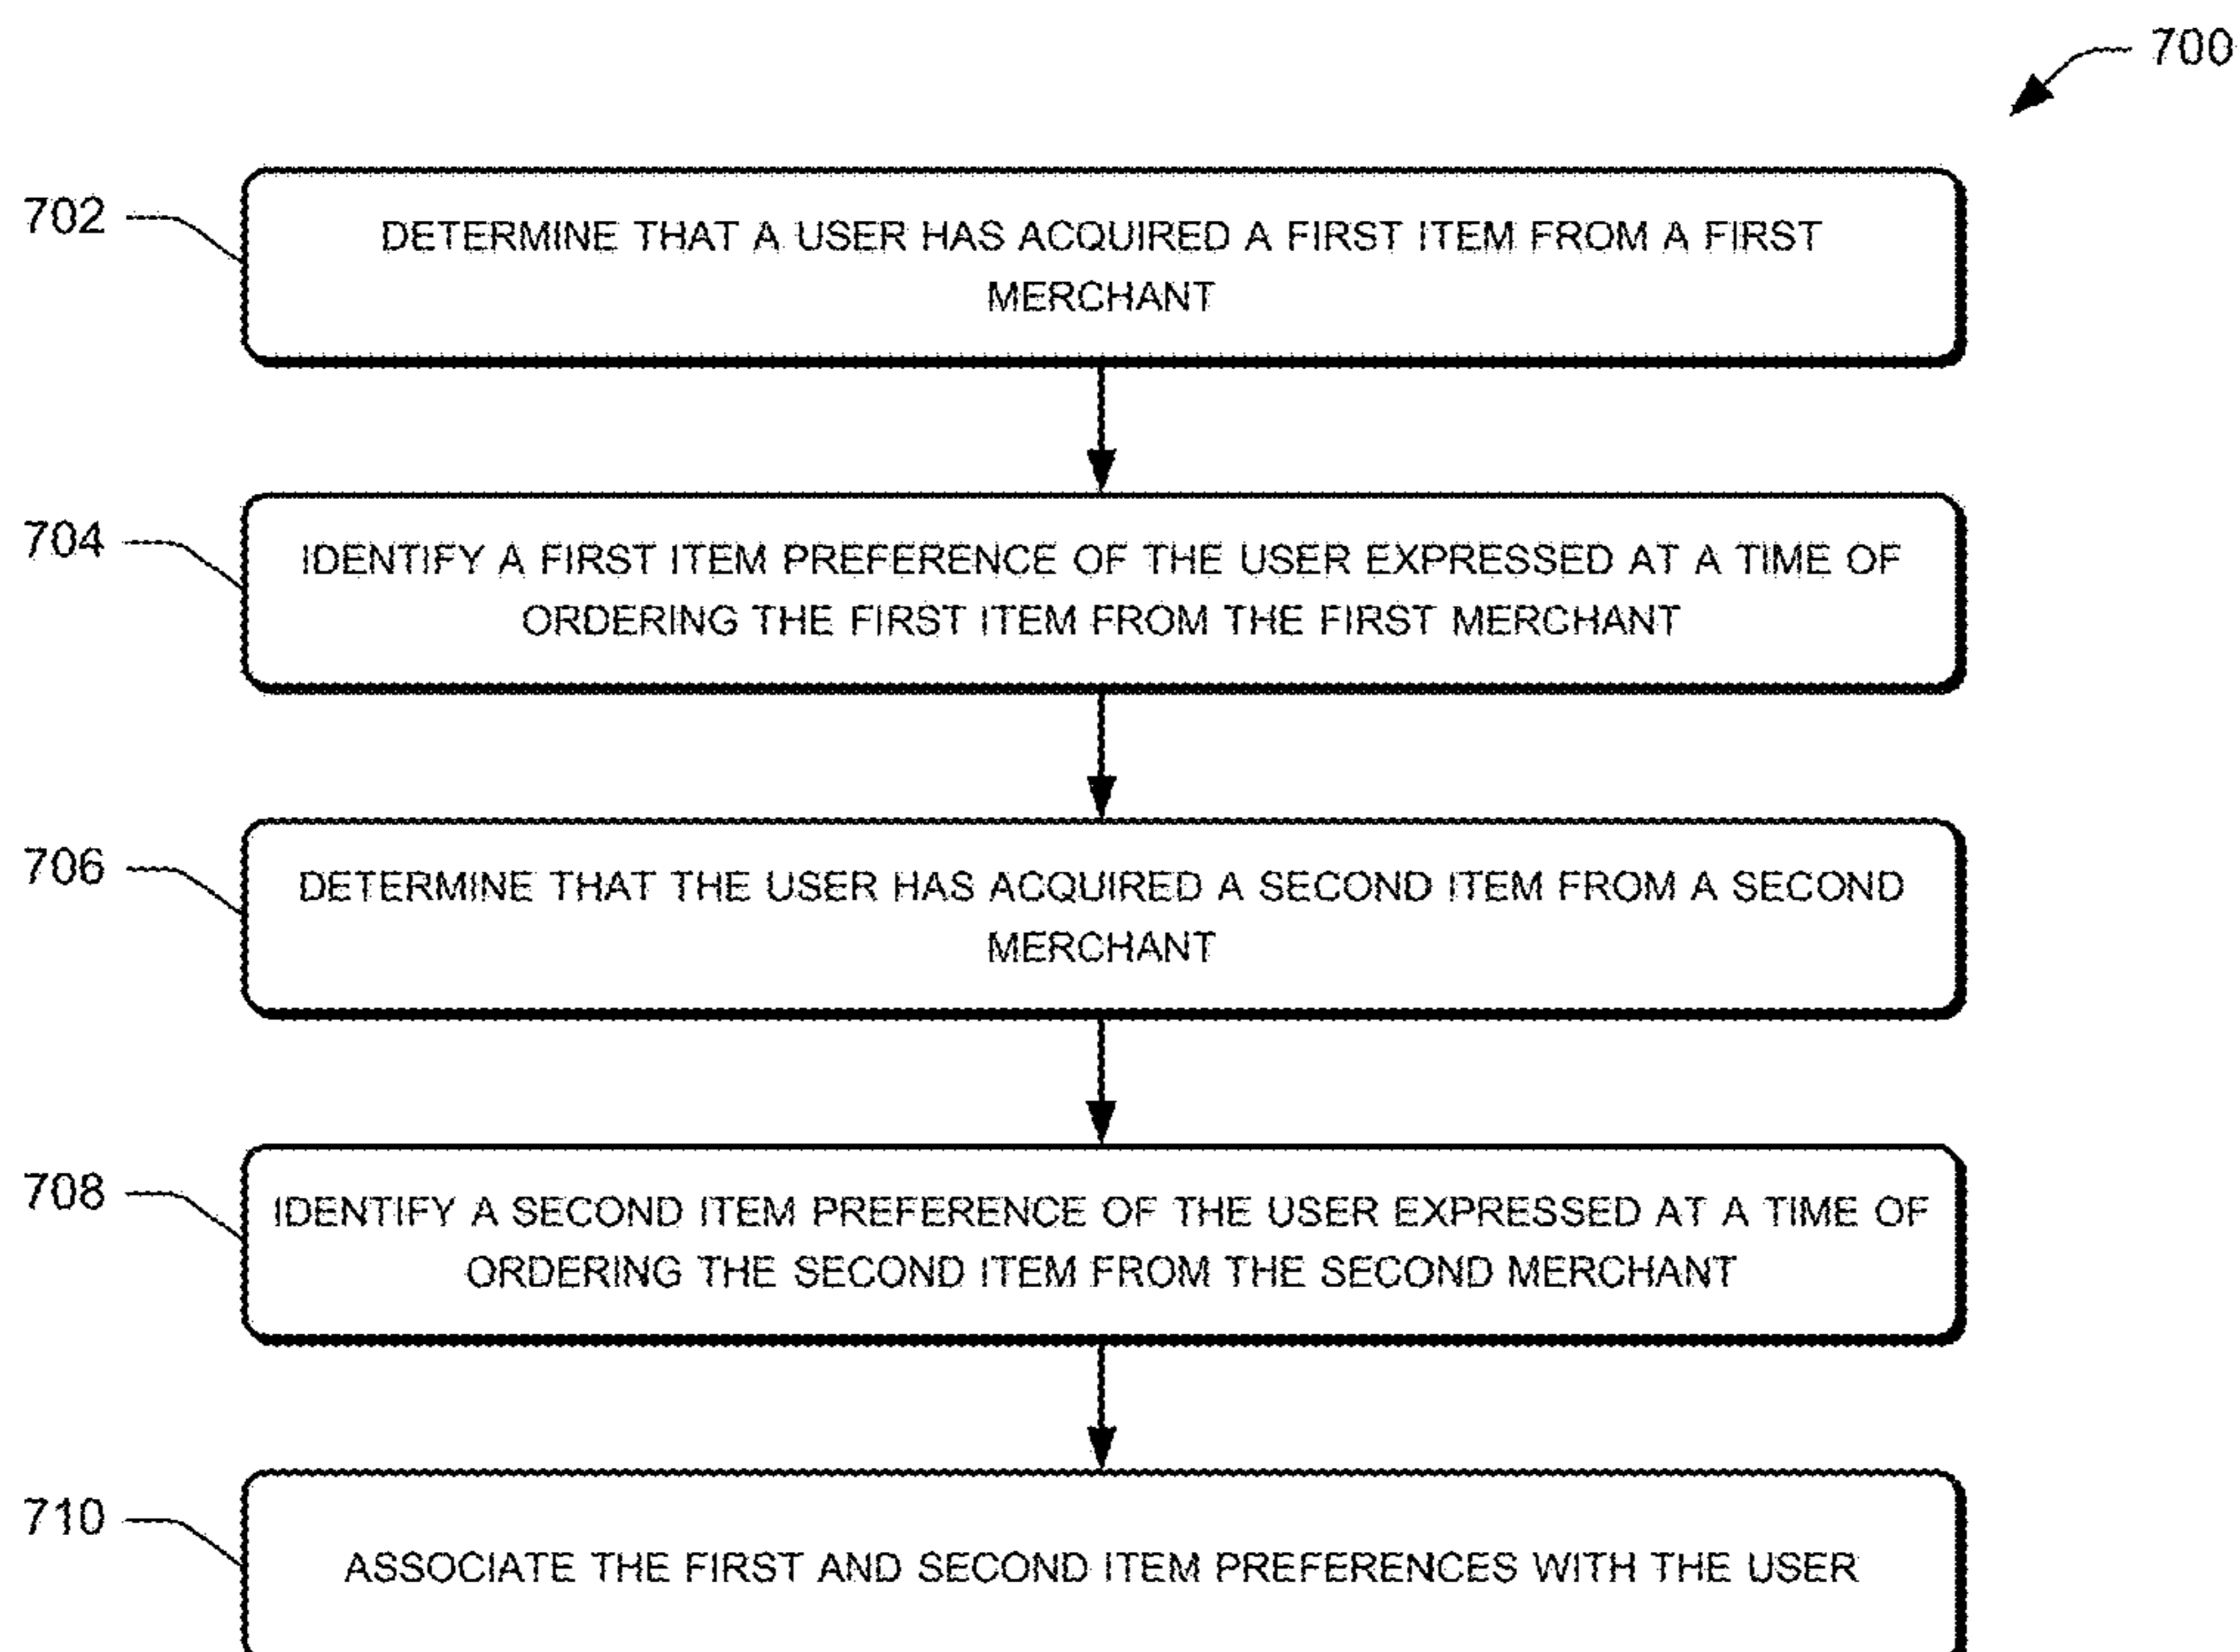 700
702
DETERMINE THAT A USER HAS ACQUIRED A FIRST ITEM FROM A FIRST
MERCHANT
704
IDENTIFY A FIRST ITEM PREFERENCE OF THE USER EXPRESSED AT A TIME OF
ORDERING THE FIRST ITEM FROM THE FIRST MERCHANT
706
DETERMINE THAT THE USER HAS ACQUIRED A SECOND ITEM FROM A SECOND
MERCHANT
708
IDENTIFY A SECOND ITEM PREFERENCE OF THE USER EXPRESSED AT A TIME OF
ORDERING THE SECOND ITEM FROM THE SECOND MERCHANT
710
ASSOCIATE THE FIRST AND SECOND ITEM PREFERENCES WITH THE USER